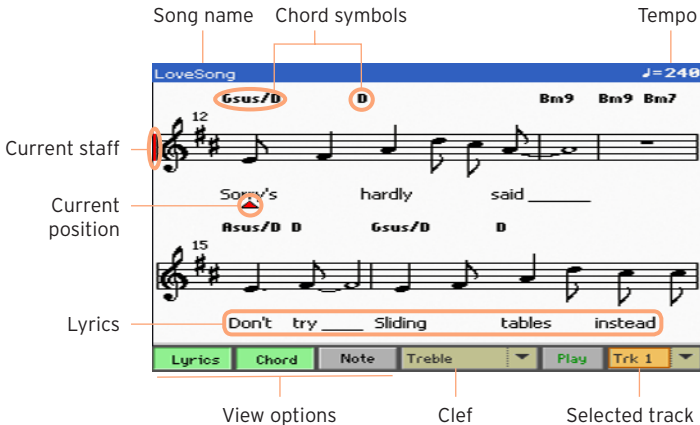 Song name Chord symbols Tempo
LoveSong ♩=240
Gsus/D D Bm9 Bm9 Bm7
12
Current staff
Sorry's hardly said _____
Current
position
Asus/D D Gsus/D D
15
Lyrics
Don't try ____ Sliding tables instead
Lyrics Chord Note Treble Play Trk 1
View options Clef Selected track